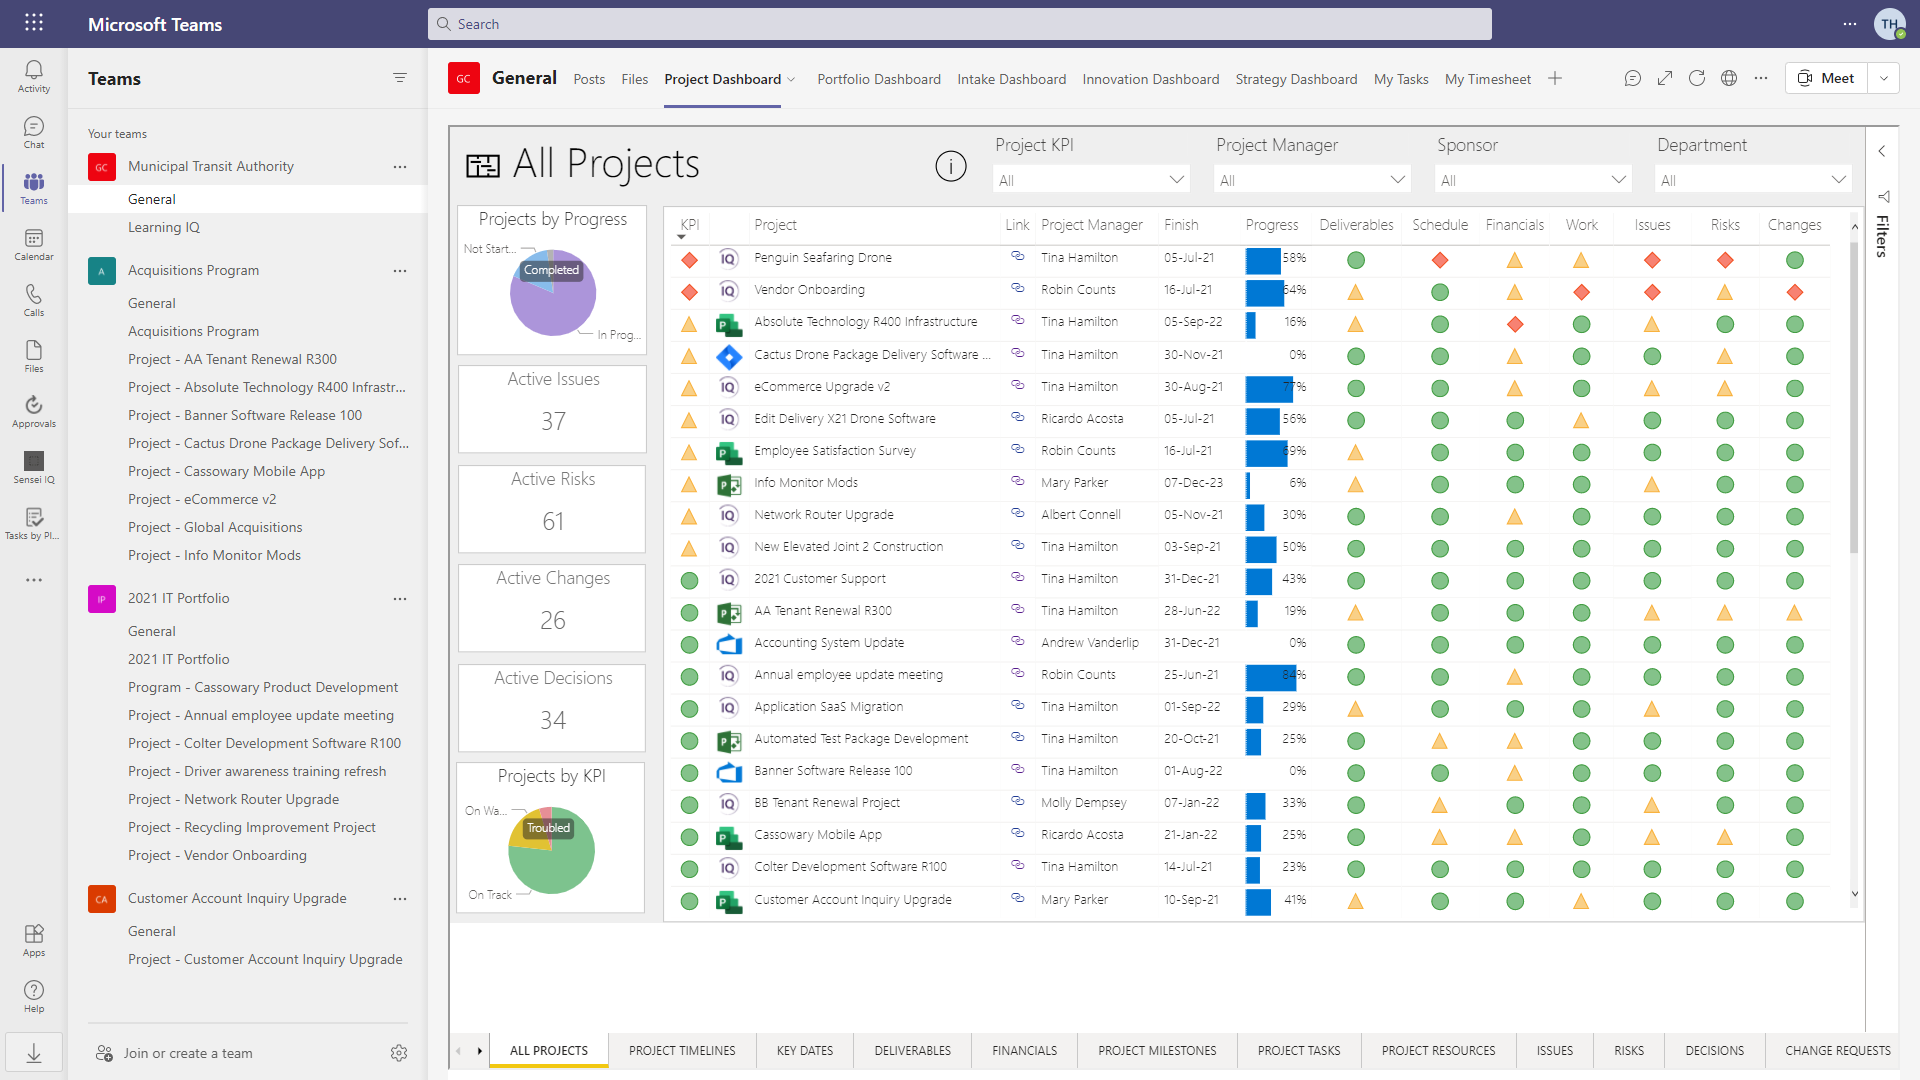 Microsoft Teams
Search
TH
Activity
Chat
Teams
Calendar
Calls
Files
Approvals
Sensei IQ
Tasks by Pl...
Apps
Help
Teams
Your teams
GC Municipal Transit Authority
General
Learning IQ
A Acquisitions Program
General
Acquisitions Program
Project - AA Tenant Renewal R300
Project - Absolute Technology R400 Infrastr...
Project - Banner Software Release 100
Project - Cactus Drone Package Delivery Sof...
Project - Cassowary Mobile App
Project - eCommerce v2
Project - Global Acquisitions
Project - Info Monitor Mods
IP 2021 IT Portfolio
General
2021 IT Portfolio
Program - Cassowary Product Development
Project - Annual employee update meeting
Project - Colter Development Software R100
Project - Driver awareness training refresh
Project - Network Router Upgrade
Project - Recycling Improvement Project
Project - Vendor Onboarding
CA Customer Account Inquiry Upgrade
General
Project - Customer Account Inquiry Upgrade
Join or create a team
GC General Posts Files Project Dashboard Portfolio Dashboard Intake Dashboard Innovation Dashboard Strategy Dashboard My Tasks My Timesheet Meet
All Projects
Project KPI Project Manager Sponsor Department
All All All All
Filters
Projects by Progress
Not Start...
Completed
In Prog...
Active Issues
37
Active Risks
61
Active Changes
26
Active Decisions
34
Projects by KPI
On Wa...
Troubled
On Track
KPI Project Link Project Manager Finish Progress Deliverables Schedule Financials Work Issues Risks Changes
IQ Penguin Seafaring Drone Tina Hamilton 05-Jul-21 58%
IQ Vendor Onboarding Robin Counts 16-Jul-21 64%
Absolute Technology R400 Infrastructure Tina Hamilton 05-Sep-22 16%
Cactus Drone Package Delivery Software ... Tina Hamilton 30-Nov-21 0%
IQ eCommerce Upgrade v2 Tina Hamilton 30-Aug-21 77%
IQ Edit Delivery X21 Drone Software Ricardo Acosta 05-Jul-21 56%
Employee Satisfaction Survey Robin Counts 16-Jul-21 69%
Info Monitor Mods Mary Parker 07-Dec-23 6%
IQ Network Router Upgrade Albert Connell 05-Nov-21 30%
IQ New Elevated Joint 2 Construction Tina Hamilton 03-Sep-21 50%
IQ 2021 Customer Support Tina Hamilton 31-Dec-21 43%
AA Tenant Renewal R300 Tina Hamilton 28-Jun-22 19%
Accounting System Update Andrew Vanderlip 31-Dec-21 0%
IQ Annual employee update meeting Robin Counts 25-Jun-21 84%
IQ Application SaaS Migration Tina Hamilton 01-Sep-22 29%
Automated Test Package Development Tina Hamilton 20-Oct-21 25%
Banner Software Release 100 Tina Hamilton 01-Aug-22 0%
IQ BB Tenant Renewal Project Molly Dempsey 07-Jan-22 33%
Cassowary Mobile App Ricardo Acosta 21-Jan-22 25%
IQ Colter Development Software R100 Tina Hamilton 14-Jul-21 23%
Customer Account Inquiry Upgrade Mary Parker 10-Sep-21 41%
ALL PROJECTS PROJECT TIMELINES KEY DATES DELIVERABLES FINANCIALS PROJECT MILESTONES PROJECT TASKS PROJECT RESOURCES ISSUES RISKS DECISIONS CHANGE REQUESTS